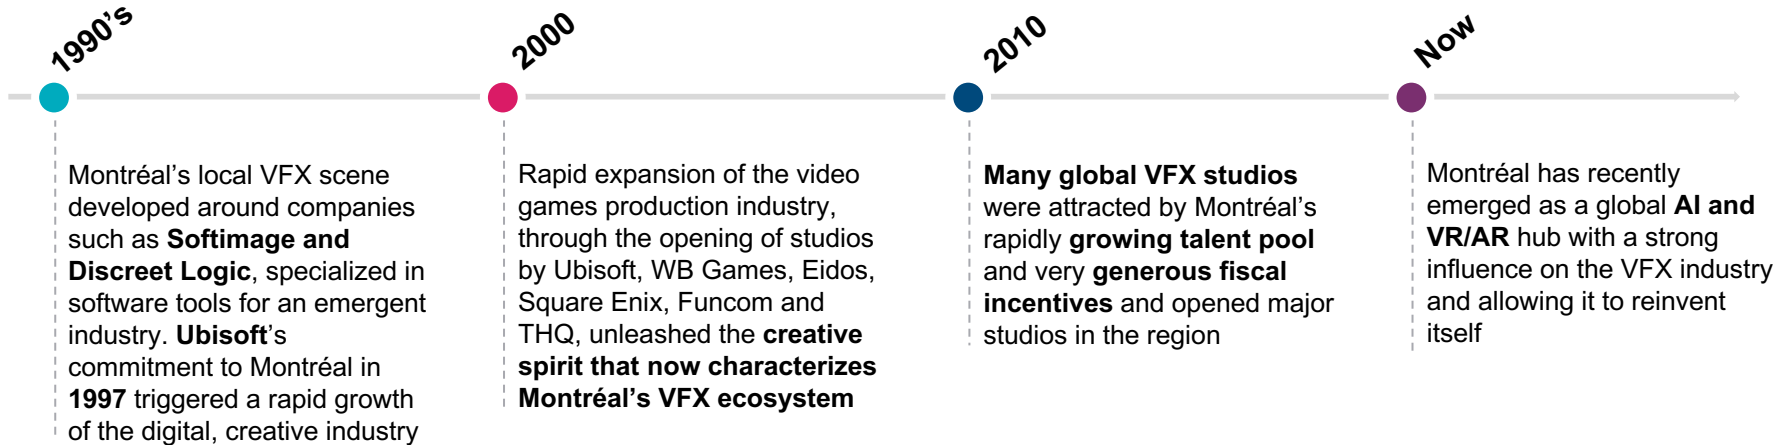 1990's
2000
2010
Now
Montréal's local VFX scene
developed around companies
such as Softimage and
Discreet Logic, specialized in
software tools for an emergent
industry. Ubisoft's
commitment to Montréal in
1997 triggered a rapid growth
of the digital, creative industry
Rapid expansion of the video
games production industry,
through the opening of studios
by Ubisoft, WB Games, Eidos,
Square Enix, Funcom and
THQ, unleashed the creative
spirit that now characterizes
Montréal's VFX ecosystem
Many global VFX studios
were attracted by Montréal's
rapidly growing talent pool
and very generous fiscal
incentives and opened major
studios in the region
Montréal has recently
emerged as a global AI and
VR/AR hub with a strong
influence on the VFX industry
and allowing it to reinvent
itself